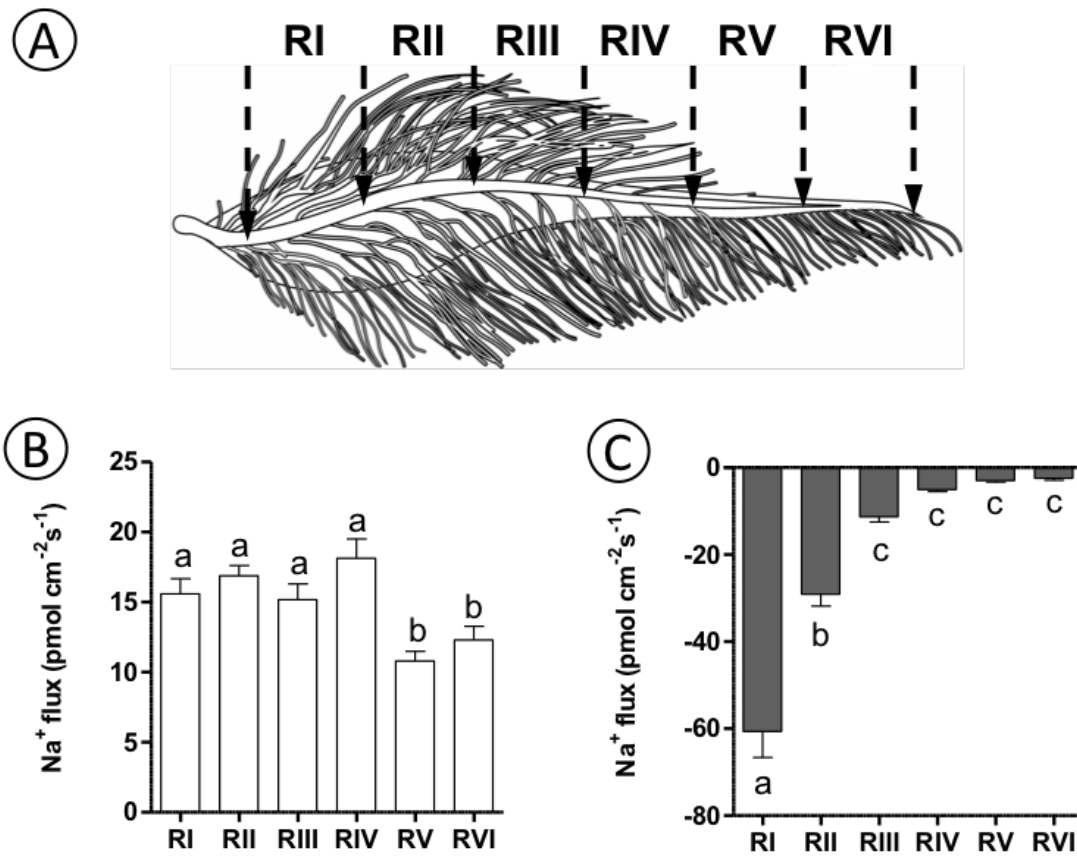 A
RI RII RIII RIV RV RVI
B
Na+ flux (pmol cm-2s-1)
25
20
15
10
5
0
a a a a b b
RI RII RIII RIV RV RVI
C
Na+ flux (pmol cm-2s-1)
0
-20
-40
-60
-80
a b c c c c
RI RII RIII RIV RV RVI